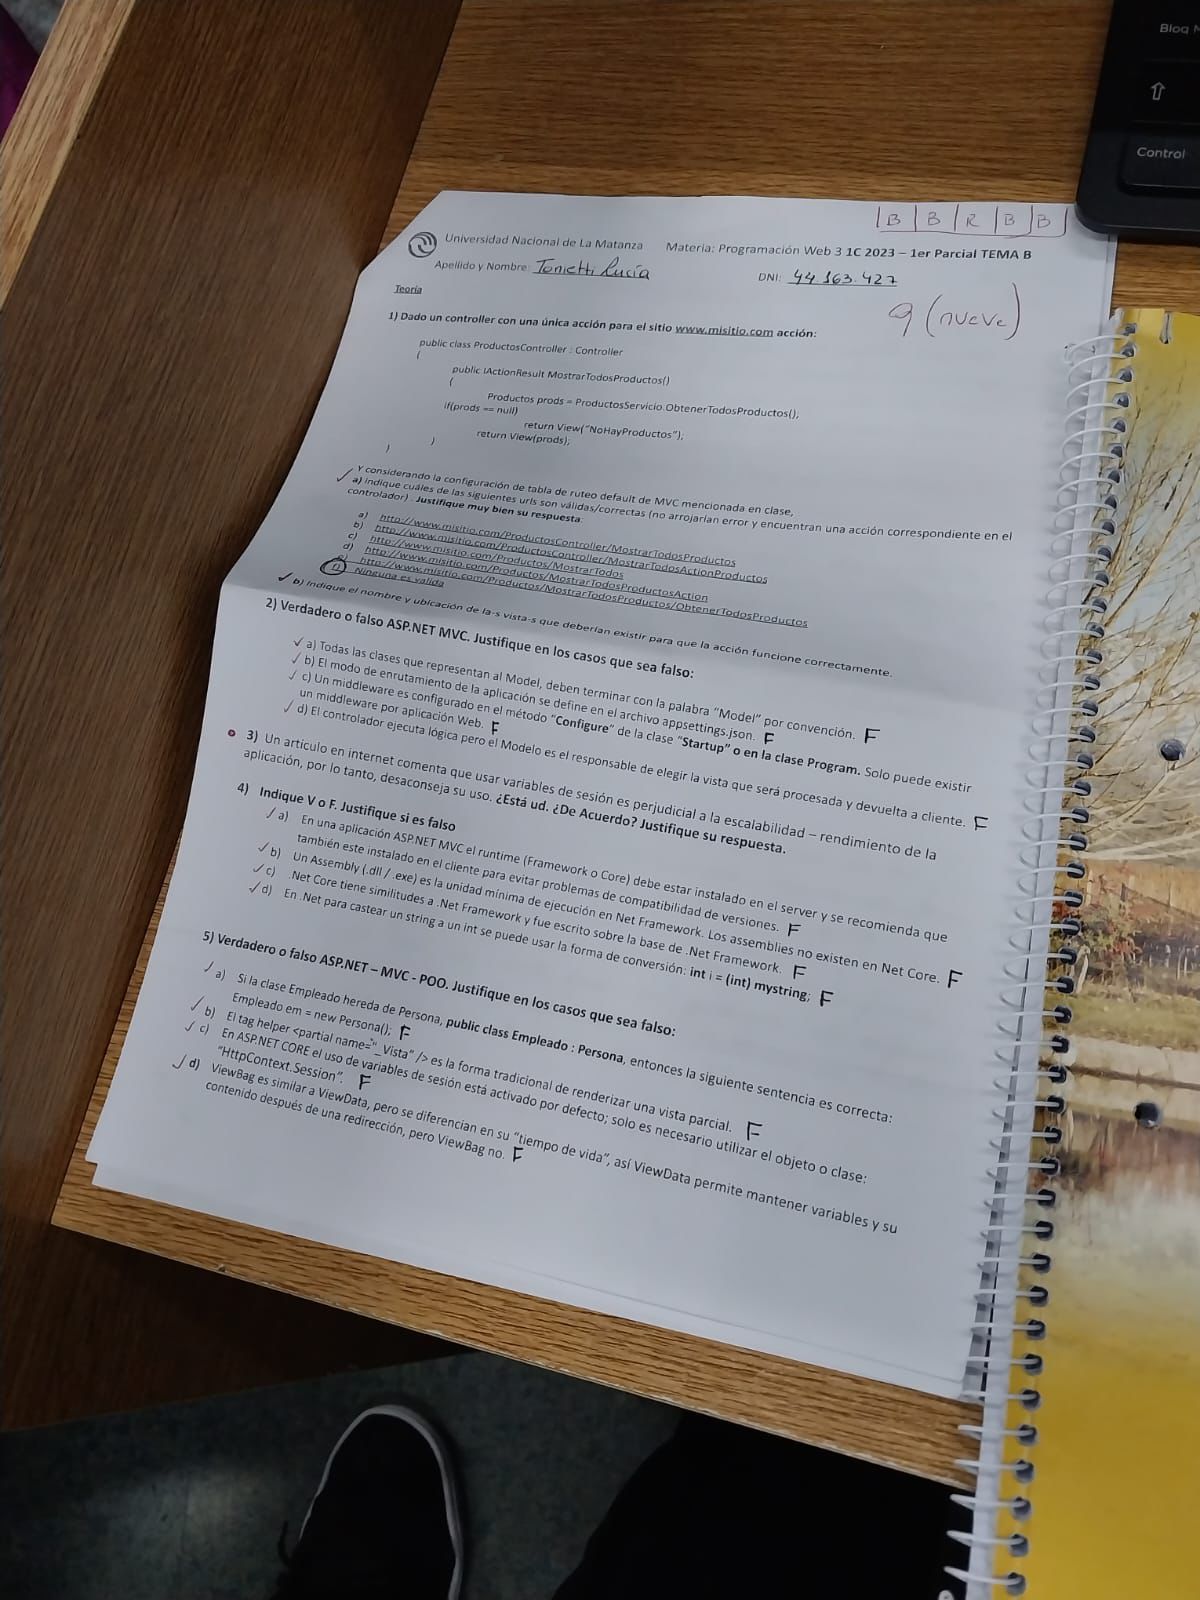 Bloq M
⇧
Control
B B R B B
Universidad Nacional de La Matanza Materia: Programación Web 3 1C 2023 – 1er Parcial TEMA B
Apellido y Nombre: Tonietti Lucía DNI: 44.163.427
9 (nueve)
Teoría
1) Dado un controller con una única acción para el sitio www.misitio.com acción:
public class ProductosController : Controller
{
public IActionResult MostrarTodosProductos()
{
Productos prods = ProductosServicio.ObtenerTodosProductos();
if(prods == null)
return View("NoHayProductos");
return View(prods);
}
}
Y considerando la configuración de tabla de ruteo default de MVC mencionada en clase,
a) indique cuáles de las siguientes urls son válidas/correctas (no arrojarían error y encuentran una acción correspondiente en el
controlador) . Justifique muy bien su respuesta:
a) http://www.misitio.com/ProductosController/MostrarTodosProductos
b) http://www.misitio.com/ProductosController/MostrarTodosActionProductos
c) http://www.misitio.com/Productos/MostrarTodos
d) http://www.misitio.com/Productos/MostrarTodosProductosAction
e) http://www.misitio.com/Productos/MostrarTodosProductos/ObtenerTodosProductos
f) Ninguna es valida
b) Indique el nombre y ubicación de la-s vista-s que deberían existir para que la acción funcione correctamente.
2) Verdadero o falso ASP.NET MVC. Justifique en los casos que sea falso:
a) Todas las clases que representan al Model, deben terminar con la palabra "Model" por convención. F
b) El modo de enrutamiento de la aplicación se define en el archivo appsettings.json. F
c) Un middleware es configurado en el método "Configure" de la clase "Startup" o en la clase Program. Solo puede existir
un middleware por aplicación Web. F
d) El controlador ejecuta lógica pero el Modelo es el responsable de elegir la vista que será procesada y devuelta a cliente. F
3) Un artículo en internet comenta que usar variables de sesión es perjudicial a la escalabilidad – rendimiento de la
aplicación, por lo tanto, desaconseja su uso. ¿Está ud. ¿De Acuerdo? Justifique su respuesta.
4) Indique V o F. Justifique si es falso
a) En una aplicación ASP.NET MVC el runtime (Framework o Core) debe estar instalado en el server y se recomienda que
también este instalado en el cliente para evitar problemas de compatibilidad de versiones. F
b) Un Assembly (.dll / .exe) es la unidad mínima de ejecución en Net Framework. Los assemblies no existen en Net Core. F
c) .Net Core tiene similitudes a .Net Framework y fue escrito sobre la base de .Net Framework. F
d) En .Net para castear un string a un int se puede usar la forma de conversión: int i = (int) mystring; F
5) Verdadero o falso ASP.NET – MVC - POO. Justifique en los casos que sea falso:
a) Si la clase Empleado hereda de Persona, public class Empleado : Persona, entonces la siguiente sentencia es correcta:
Empleado em = new Persona(); F
b) El tag helper <partial name="_Vista" /> es la forma tradicional de renderizar una vista parcial. F
c) En ASP.NET CORE el uso de variables de sesión está activado por defecto; solo es necesario utilizar el objeto o clase:
"HttpContext.Session". F
d) ViewBag es similar a ViewData, pero se diferencian en su "tiempo de vida", así ViewData permite mantener variables y su
contenido después de una redirección, pero ViewBag no. F